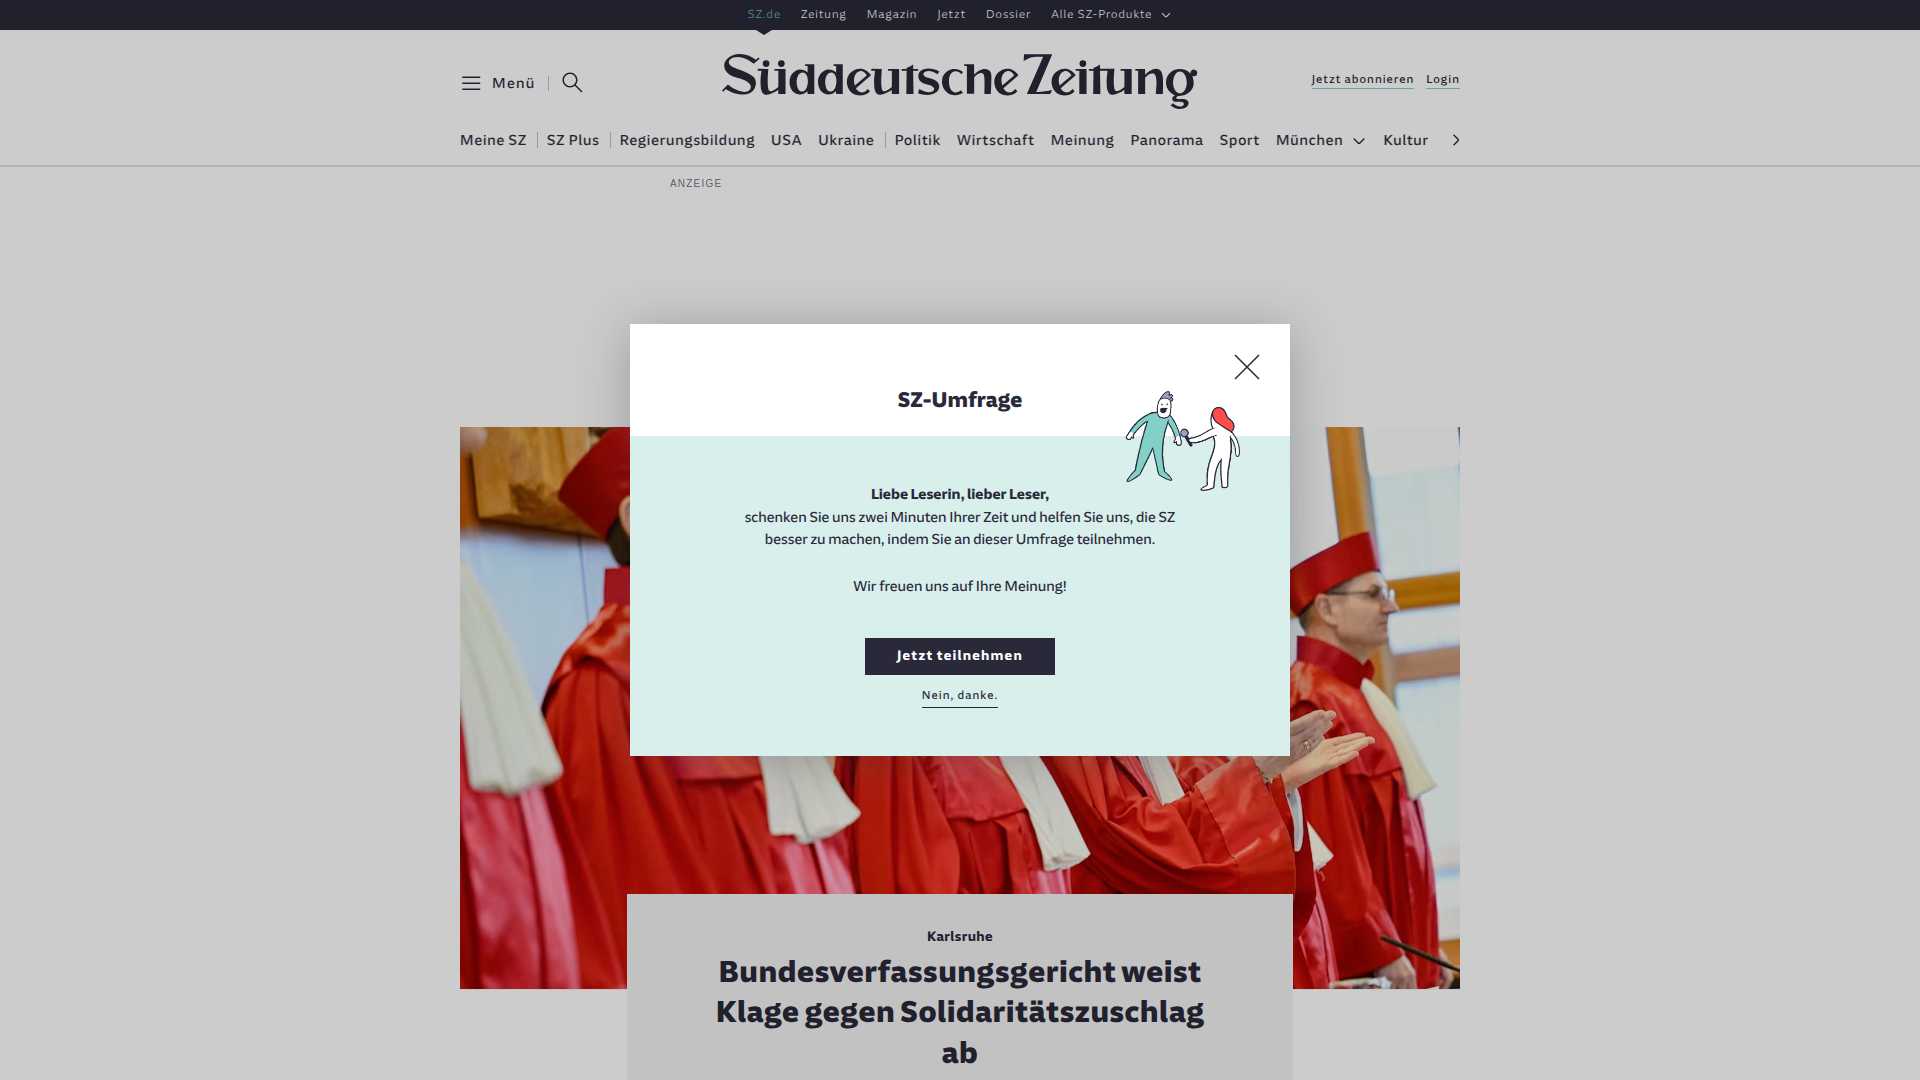 SZ.de Zeitung Magazin Jetzt Dossier Alle SZ-Produkte
Menü
Süddeutsche Zeitung
Jetzt abonnieren Login
Meine SZ SZ Plus Regierungsbildung USA Ukraine Politik Wirtschaft Meinung Panorama Sport München Kultur
ANZEIGE
SZ-Umfrage
Liebe Leserin, lieber Leser,
schenken Sie uns zwei Minuten Ihrer Zeit und helfen Sie uns, die SZ
besser zu machen, indem Sie an dieser Umfrage teilnehmen.
Wir freuen uns auf Ihre Meinung!
Jetzt teilnehmen
Nein, danke.
Karlsruhe
Bundesverfassungsgericht weist
Klage gegen Solidaritätszuschlag
ab